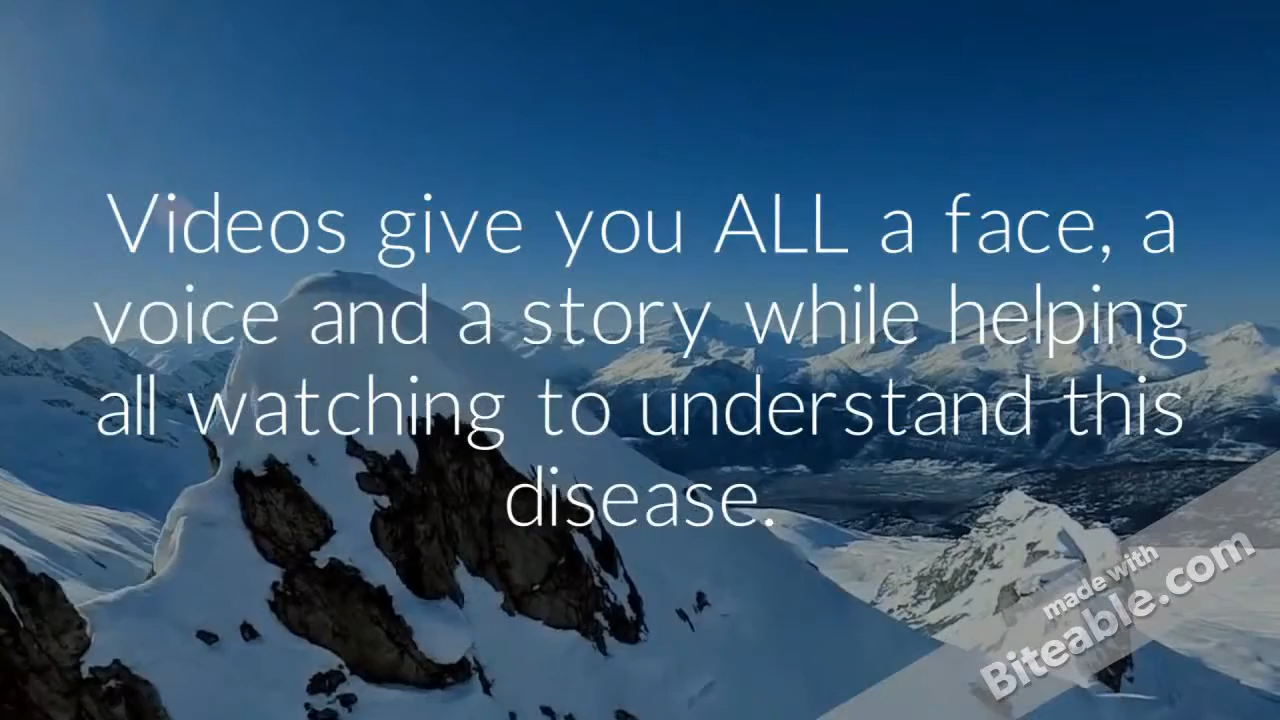 Videos give you ALL a face, a
voice and a story while helping
all watching to understand this
disease.
made with
Biteable.com